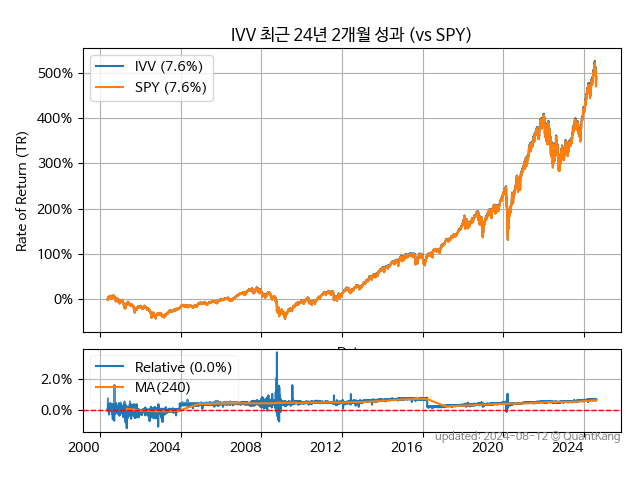 IVV 최근 24년 2개월 성과 (vs SPY)
IVV (7.6%)
SPY (7.6%)
Rate of Return (TR)
500%
400%
300%
200%
100%
0%
Relative (0.0%)
MA(240)
2.0%
0.0%
2000 2004 2008 2012 2016 2020 2024
updated: 2024-08-12 © QuantKang